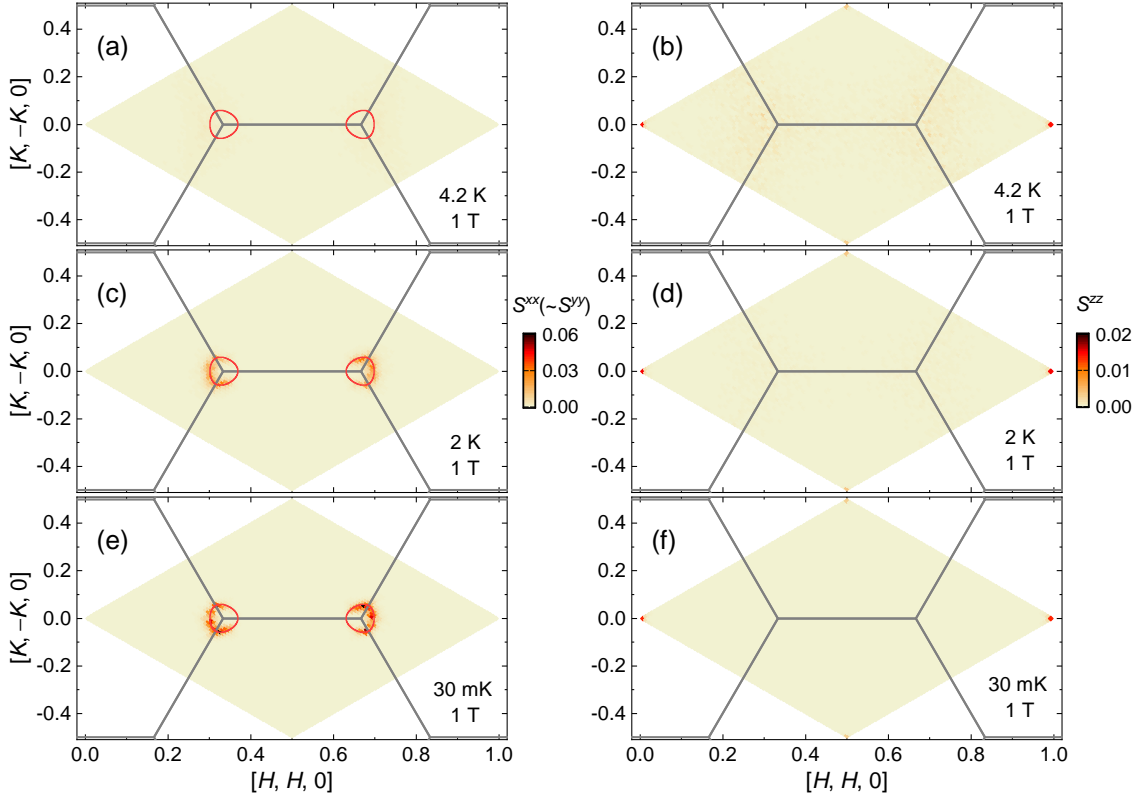 (a)
0.4
0.2
0.0
-0.2
-0.4
[K, −K, 0]
4.2 K
1 T
(b)
0.4
0.2
0.0
-0.2
-0.4
[K, −K, 0]
4.2 K
1 T
(c)
0.4
0.2
0.0
-0.2
-0.4
[K, −K, 0]
2 K
1 T
Sxx(~Syy)
0.06
0.03
0.00
(d)
0.4
0.2
0.0
-0.2
-0.4
[K, −K, 0]
2 K
1 T
Szz
0.02
0.01
0.00
(e)
0.4
0.2
0.0
-0.2
-0.4
[K, −K, 0]
30 mK
1 T
0.0 0.2 0.4 0.6 0.8 1.0
[H, H, 0]
(f)
0.4
0.2
0.0
-0.2
-0.4
[K, −K, 0]
30 mK
1 T
0.0 0.2 0.4 0.6 0.8 1.0
[H, H, 0]